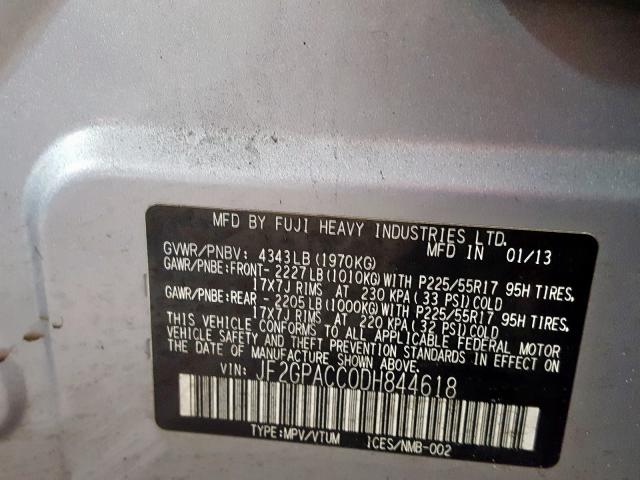 MFD BY FUJI HEAVY INDUSTRIES LTD.
GVWR/PNBV: 4343LB (1970KG) MFD IN 01/13
GAWR/PNBE:FRONT- 2227LB(1010KG)WITH P225/55R17 95H TIRES,
17X7J RIMS AT 230 KPA (33 PSI)COLD
GAWR/PNBE:REAR - 2205LB(1000KG)WITH P225/55R17 95H TIRES,
17X7J RIMS AT 220 KPA (32 PSI)COLD
THIS VEHICLE CONFORMS TO ALL APPLICABLE FEDERAL MOTOR
VEHICLE SAFETY AND THEFT PREVENTION STANDARDS IN EFFECT ON
THE DATE OF MANUFACTURE SHOWN ABOVE.
VIN: JF2GPACC0DH844618
TYPE:MPV/VTUM ICES/NMB-002